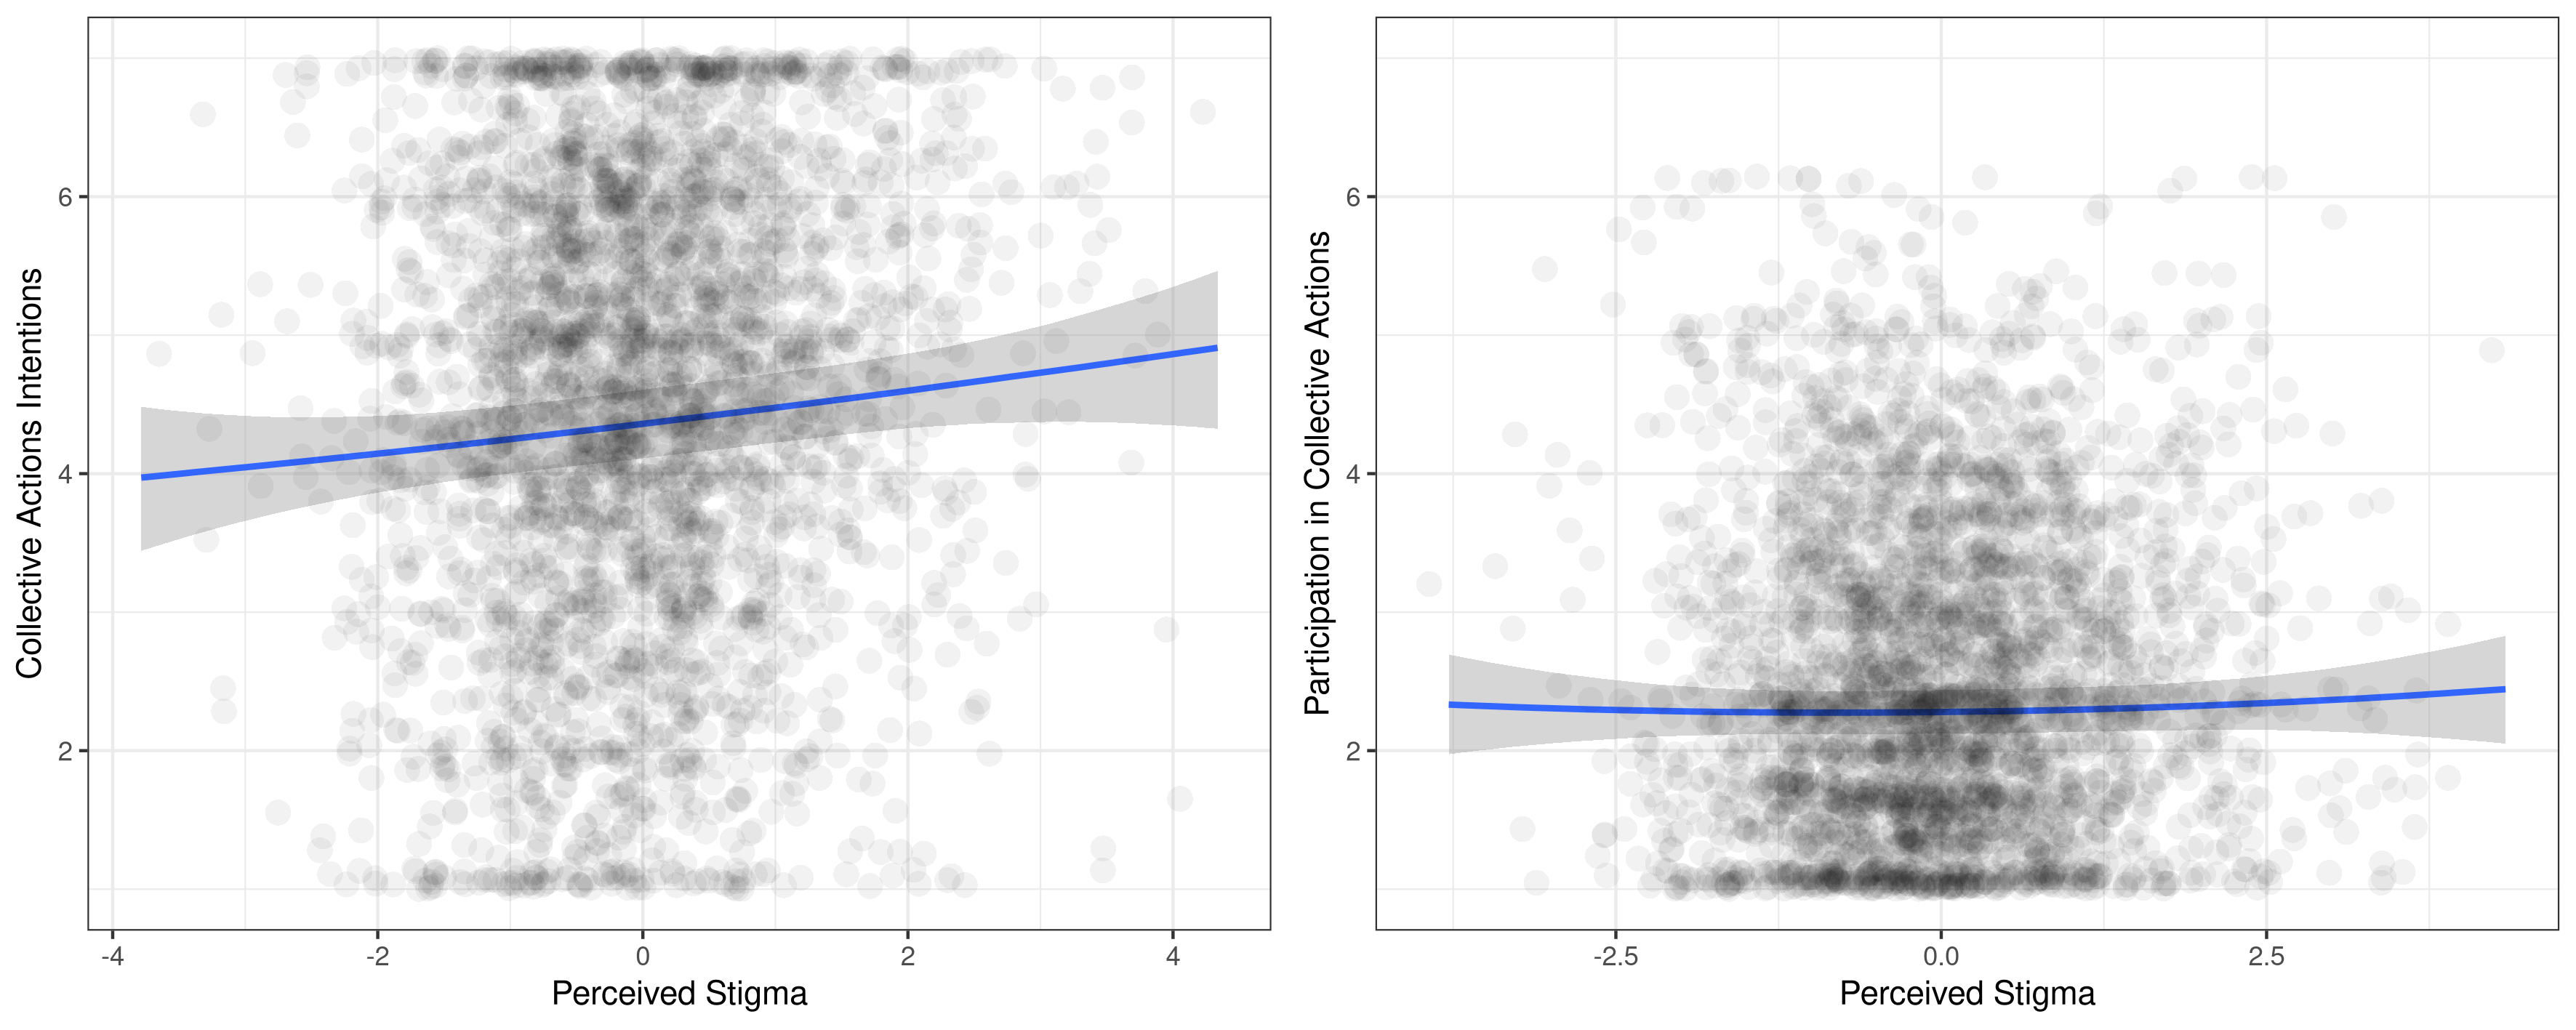 Collective Actions Intentions
6
4
2
-4 -2 0 2 4
Perceived Stigma
Participation in Collective Actions
6
4
2
-2.5 0.0 2.5
Perceived Stigma